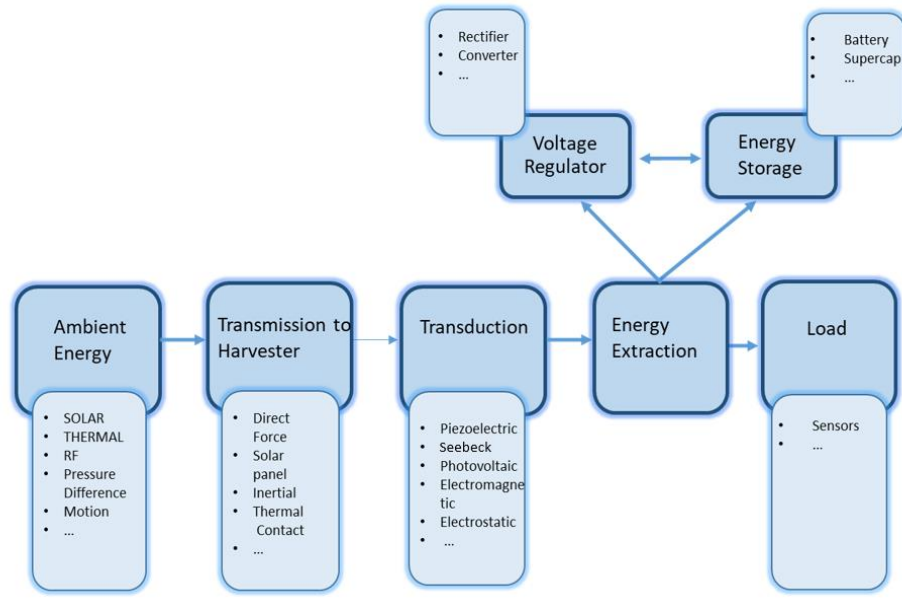 • Rectifier
• Converter
• ...
• Battery
• Supercap
• ...
Voltage
Regulator
Energy
Storage
Ambient
Energy
Transmission to
Harvester
Transduction
Energy
Extraction
Load
• SOLAR
• THERMAL
• RF
• Pressure
Difference
• Motion
• ...
• Direct
Force
• Solar
panel
• Inertial
• Thermal
Contact
• ...
• Piezoelectric
• Seebeck
• Photovoltaic
• Electromagne
tic
• Electrostatic
• ...
• Sensors
• ...